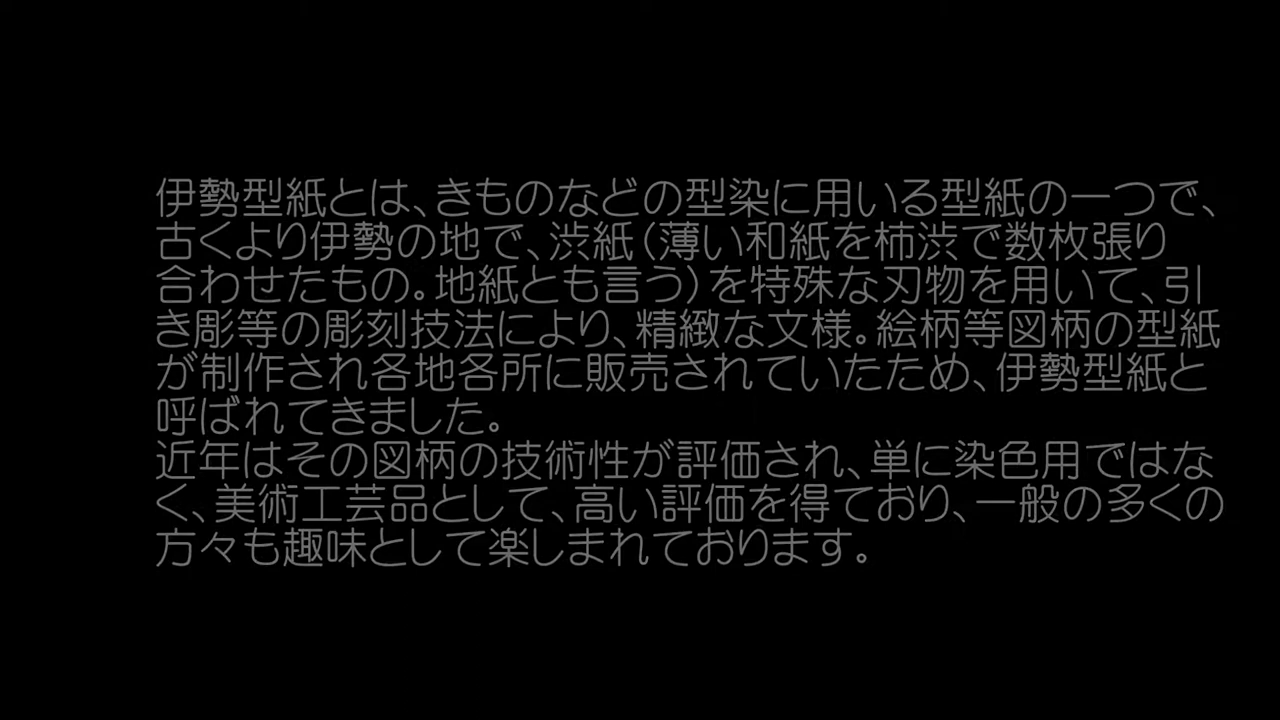 伊勢型紙とは、きものなどの型染に用いる型紙の一つで、
古くより伊勢の地で、渋紙（薄い和紙を柿渋で数枚張り
合わせたもの。地紙とも言う）を特殊な刃物を用いて、引
き彫等の彫刻技法により、精緻な文様。絵柄等図柄の型紙
が制作され各地各所に販売されていたため、伊勢型紙と
呼ばれてきました。
近年はその図柄の技術性が評価され、単に染色用ではな
く、美術工芸品として、高い評価を得ており、一般の多くの
方々も趣味として楽しまれております。